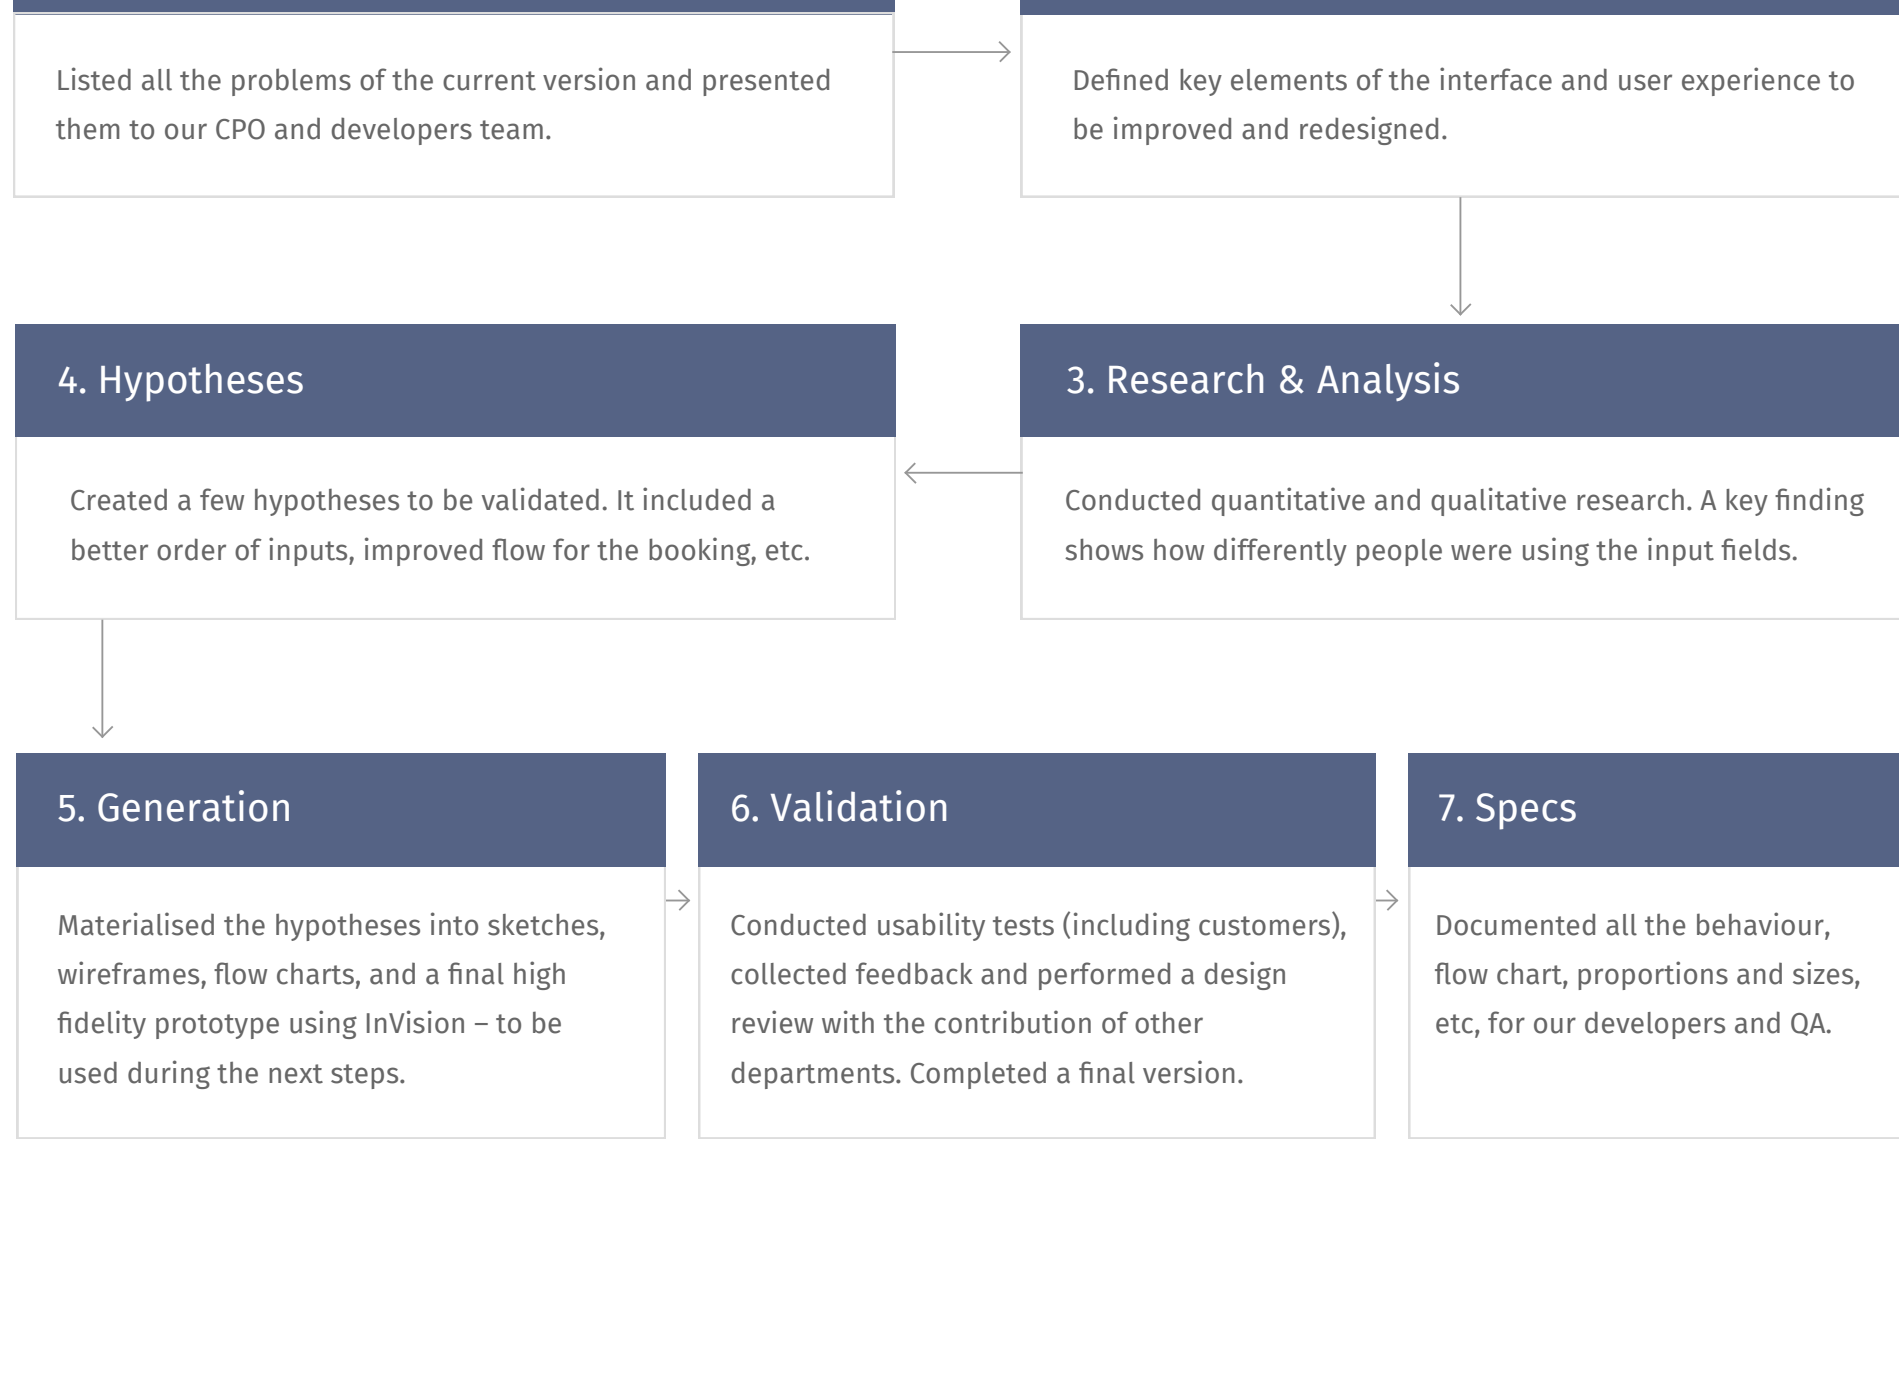 Listed all the problems of the current version and presented
them to our CPO and developers team.
Defined key elements of the interface and user experience to
be improved and redesigned.
3. Research & Analysis
Conducted quantitative and qualitative research. A key finding
shows how differently people were using the input fields.
4. Hypotheses
Created a few hypotheses to be validated. It included a
better order of inputs, improved flow for the booking, etc.
5. Generation
Materialised the hypotheses into sketches,
wireframes, flow charts, and a final high
fidelity prototype using InVision – to be
used during the next steps.
6. Validation
Conducted usability tests (including customers),
collected feedback and performed a design
review with the contribution of other
departments. Completed a final version.
7. Specs
Documented all the behaviour,
flow chart, proportions and sizes,
etc, for our developers and QA.